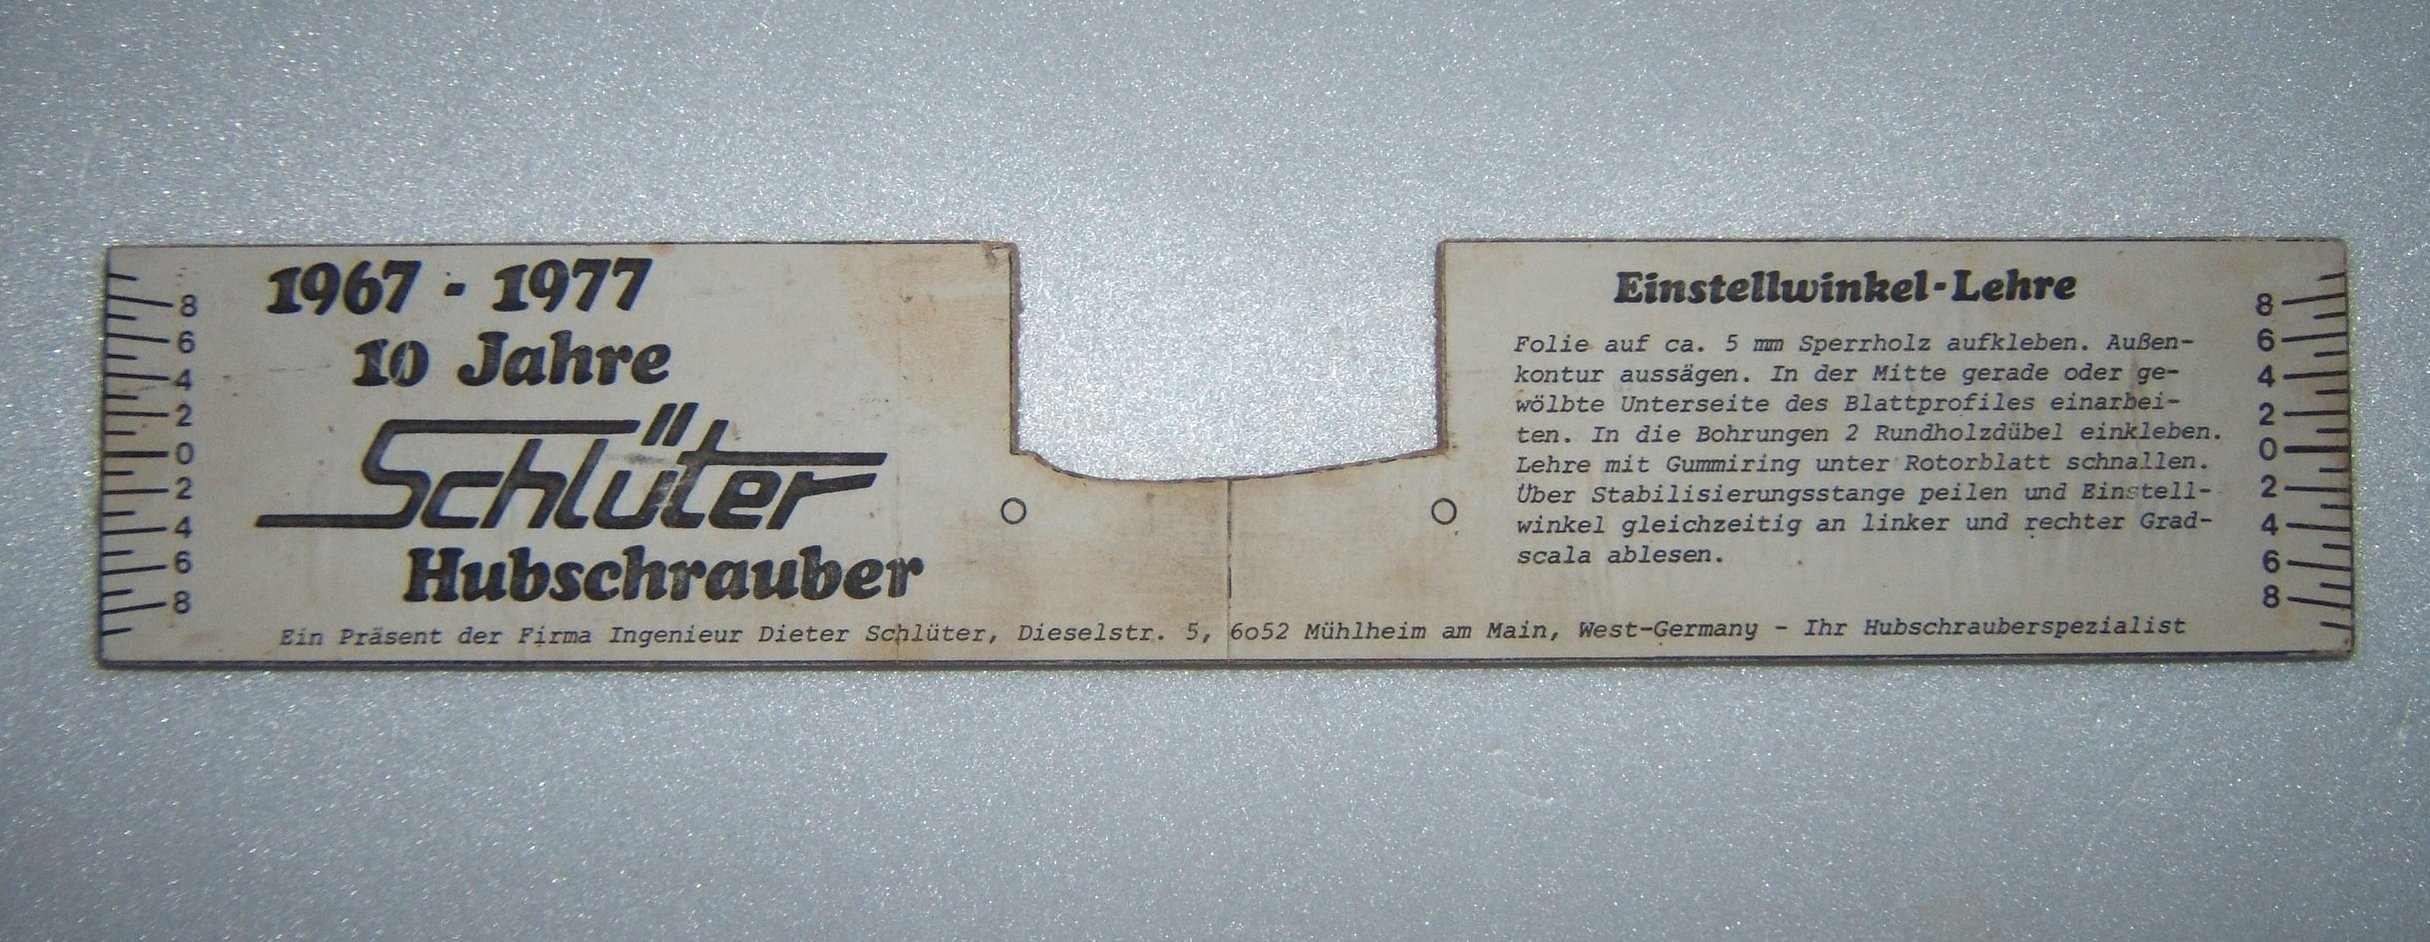 1967 - 1977
10 Jahre
Schlüter
Hubschrauber
Einstellwinkel-Lehre
Folie auf ca. 5 mm Sperrholz aufkleben. Außen-
kontur aussägen. In der Mitte gerade oder ge-
wölbte Unterseite des Blattprofiles einarbei-
ten. In die Bohrungen 2 Rundholzdübel einkleben.
Lehre mit Gummiring unter Rotorblatt schnallen.
Über Stabilisierungsstange peilen und Einstell-
winkel gleichzeitig an linker und rechter Grad-
scala ablesen.
Ein Präsent der Firma Ingenieur Dieter Schlüter, Dieselstr. 5, 6o52 Mühlheim am Main, West-Germany - Ihr Hubschrauberspezialist
8
6
4
2
0
2
4
6
8
8
6
4
2
0
2
4
6
8